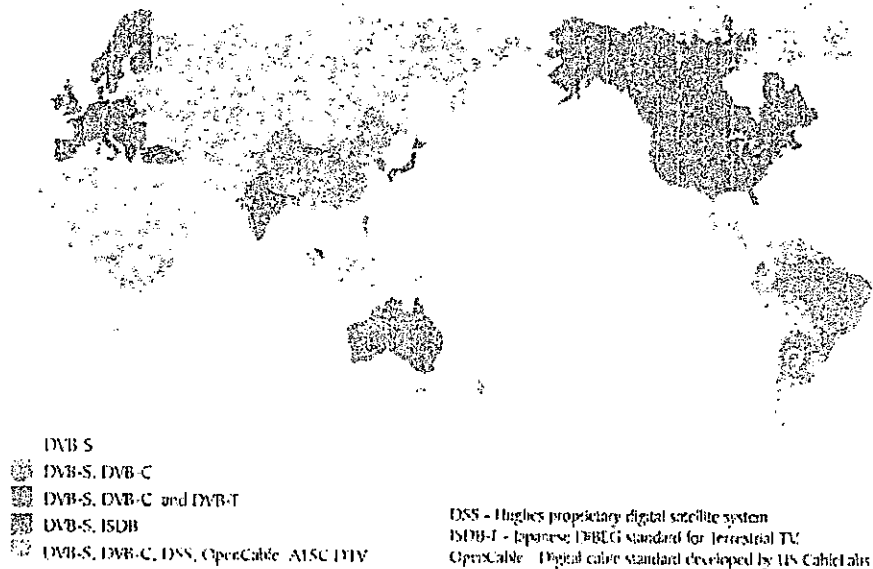 DVB-S
DVB-S, DVB-C
DVB-S, DVB-C and DVB-T
DVB-S, ISDB
DVB-S, DVB-C, DSS, OpenCable ATSC DTV
DSS - Hughes proprietary digital satellite system
ISDB-T - Japanese DiBEG standard for Terrestrial TV
OpenCable - Digital cable standard developed by US CableLabs